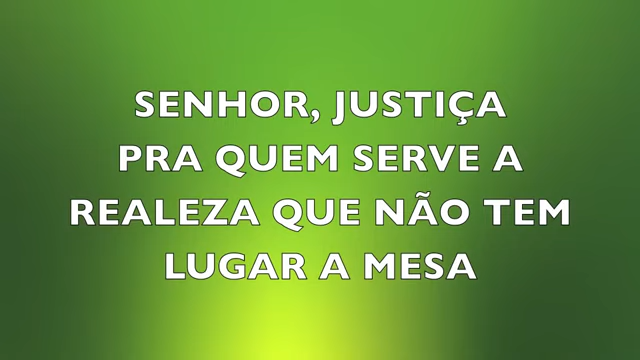 SENHOR, JUSTIÇA
PRA QUEM SERVE A
REALEZA QUE NÃO TEM
LUGAR A MESA